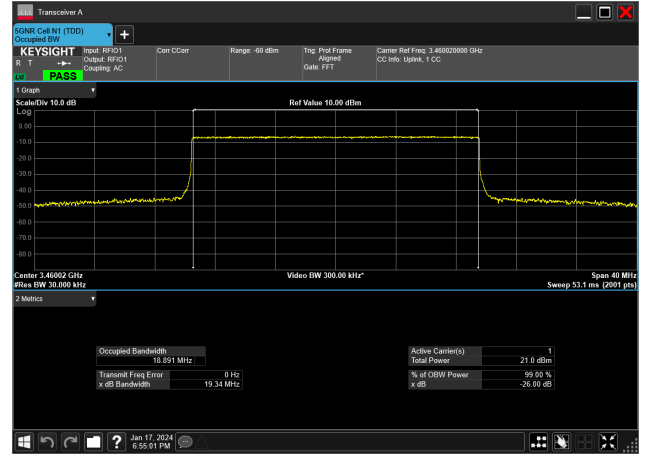 Transceiver A
5GNR Cell N1 (TDD)
Occupied BW
KEYSIGHT
R T
LM
PASS
Input: RFIO1
Output: RFIO1
Coupling: AC
Corr CCorr
Range: -60 dBm
Trig: Prot Frame
Aligned
Gate: FFT
Carrier Ref Freq: 3.460020000 GHz
CC Info: Uplink, 1 CC
1 Graph
Scale/Div 10.0 dB
Ref Value 10.00 dBm
Log
0.00
-10.0
-20.0
-30.0
-40.0
-50.0
-60.0
-70.0
-80.0
Center 3.46002 GHz
#Res BW 30.000 kHz
Video BW 300.00 kHz*
Span 40 MHz
Sweep 53.1 ms (2001 pts)
2 Metrics
Occupied Bandwidth
18.891 MHz
Transmit Freq Error 0 Hz
x dB Bandwidth 19.34 MHz
Active Carrier(s) 1
Total Power 21.0 dBm
% of OBW Power 99.00 %
x dB -26.00 dB
?
Jan 17, 2024
6:55:01 PM